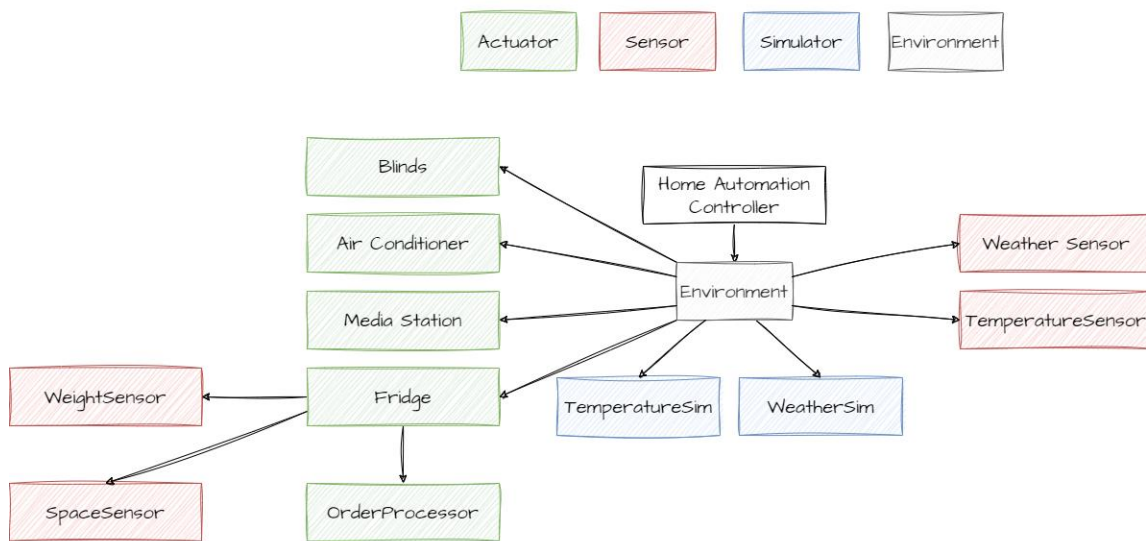 Actuator
Sensor
Simulator
Environment
Blinds
Home Automation
Controller
Air Conditioner
Weather Sensor
Environment
Media Station
TemperatureSensor
WeightSensor
Fridge
TemperatureSim
WeatherSim
SpaceSensor
OrderProcessor